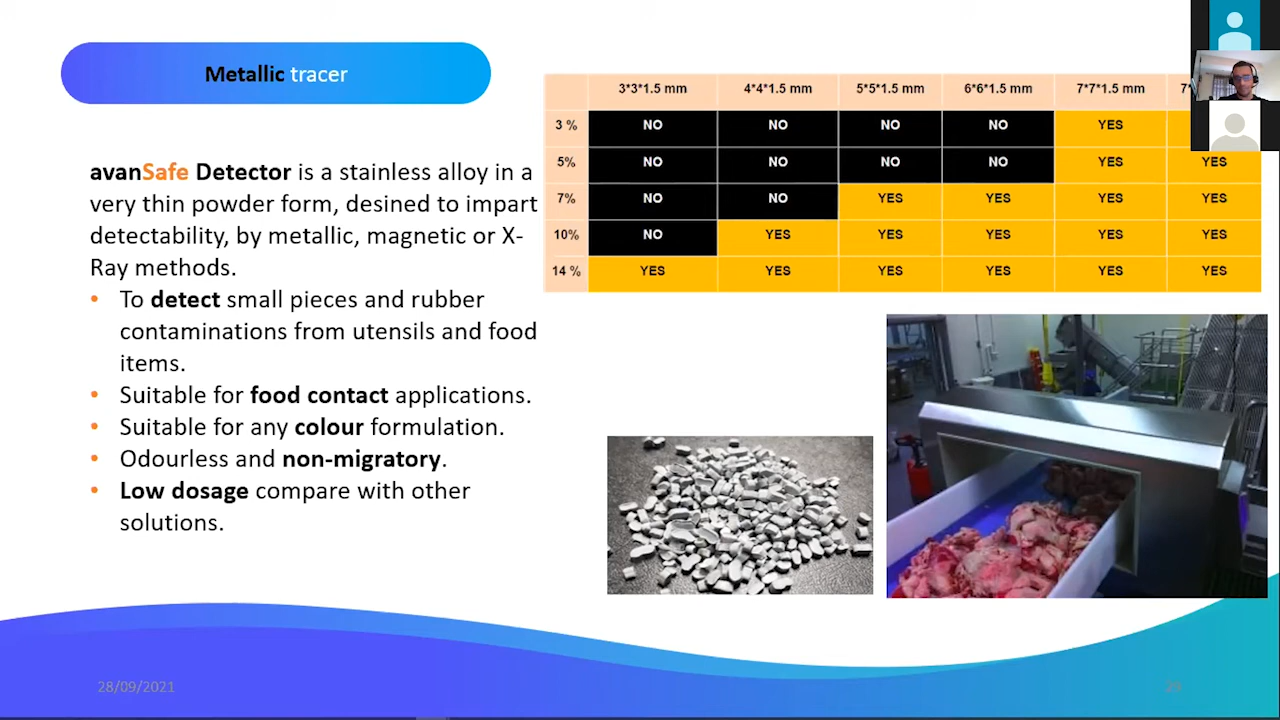 Metallic tracer
avanSafe Detector is a stainless alloy in a
very thin powder form, desined to impart
detectability, by metallic, magnetic or X-
Ray methods.
• To detect small pieces and rubber
contaminations from utensils and food
items.
• Suitable for food contact applications.
• Suitable for any colour formulation.
• Odourless and non-migratory.
• Low dosage compare with other
solutions.
3*3*1.5 mm 4*4*1.5 mm 5*5*1.5 mm 6*6*1.5 mm 7*7*1.5 mm
3 % NO NO NO NO YES
5% NO NO NO NO YES YES
7% NO NO YES YES YES YES
10% NO YES YES YES YES YES
14 % YES YES YES YES YES YES
28/09/2021